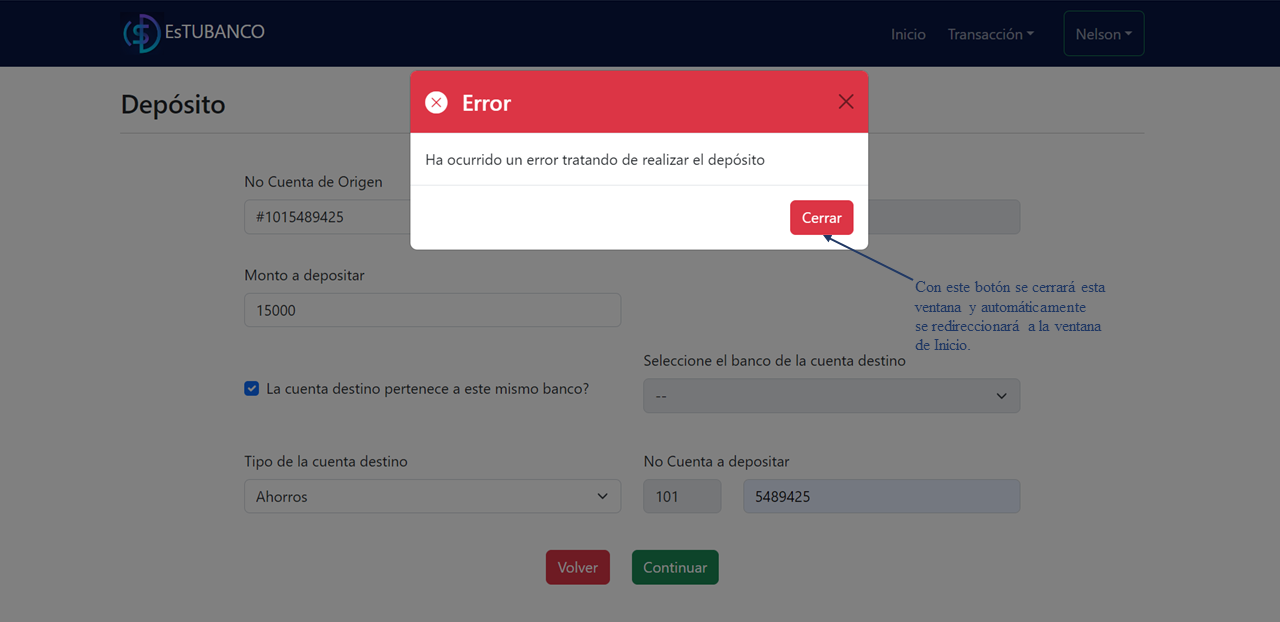 EsTUBANCO
Inicio
Transacción
Nelson
Depósito
Error
Ha ocurrido un error tratando de realizar el depósito
Cerrar
No Cuenta de Origen
#1015489425
Con este botón se cerrará esta
ventana y automáticamente
se redireccionará a la ventana
de Inicio.
Monto a depositar
15000
La cuenta destino pertenece a este mismo banco?
Seleccione el banco de la cuenta destino
--
Tipo de la cuenta destino
Ahorros
No Cuenta a depositar
101
5489425
Volver
Continuar